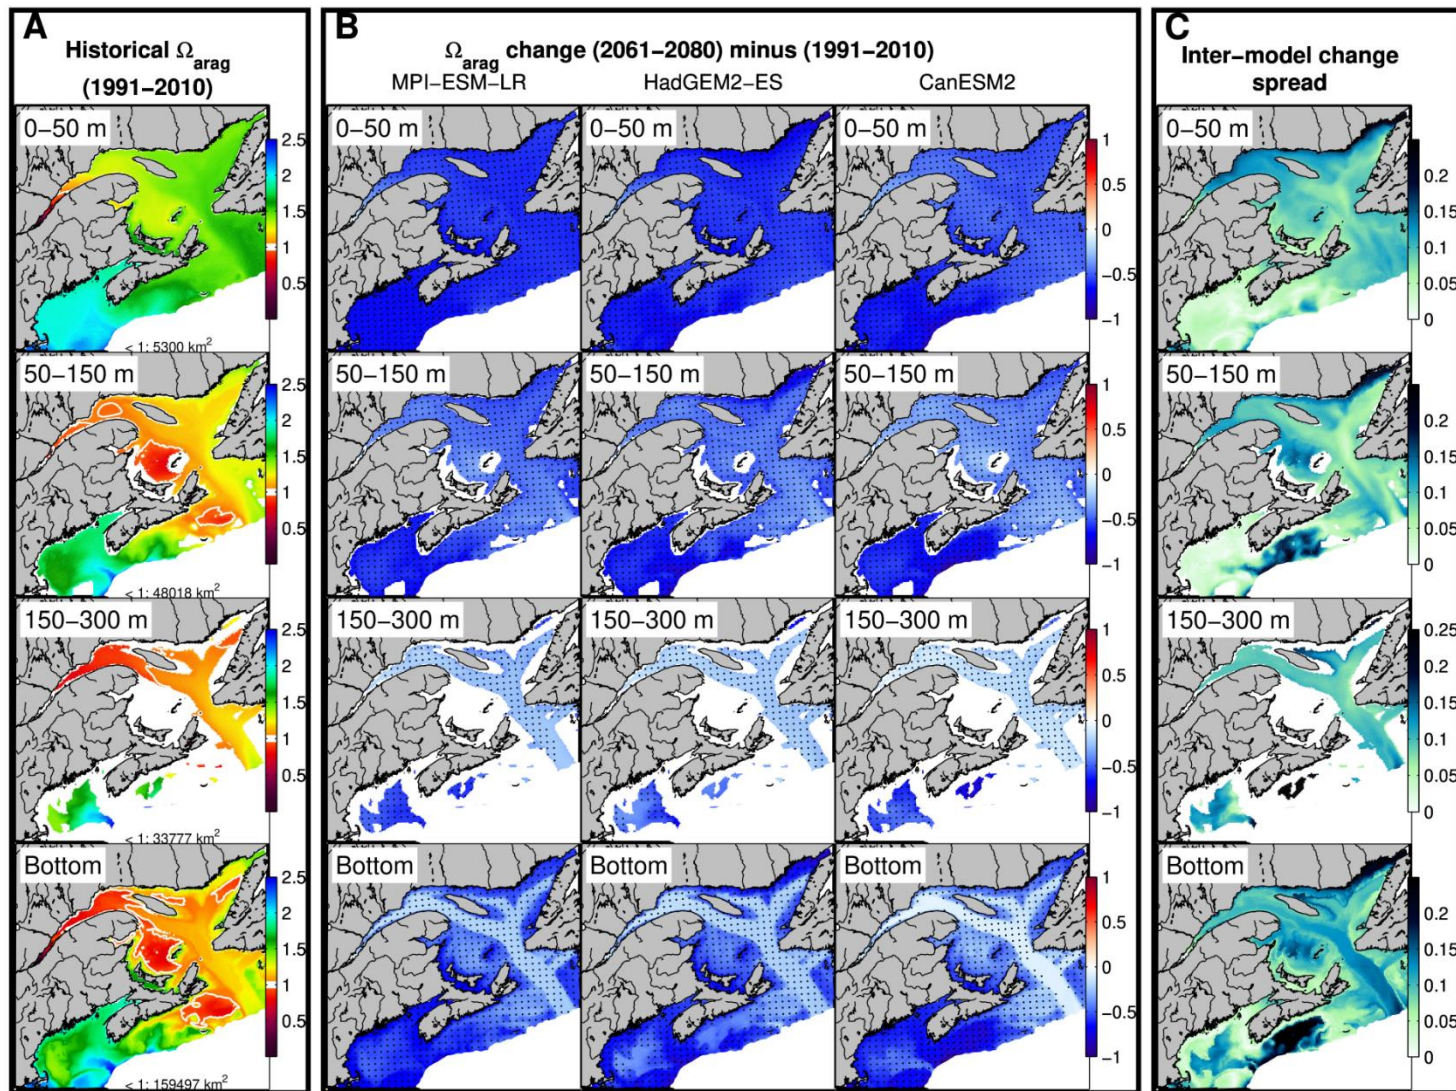 A
Historical Ωarag
(1991−2010)
B
Ωarag change (2061−2080) minus (1991−2010)
MPI−ESM−LR
HadGEM2−ES
CanESM2
C
Inter−model change
spread
0−50 m
2.5
2
1.5
1
0.5
< 1: 5300 km²
0−50 m
0−50 m
0−50 m
1
0.5
0
−0.5
−1
0−50 m
0.2
0.15
0.1
0.05
0
50−150 m
2.5
2
1.5
1
0.5
< 1: 48018 km²
50−150 m
50−150 m
50−150 m
1
0.5
0
−0.5
−1
50−150 m
0.2
0.15
0.1
0.05
0
150−300 m
2.5
2
1.5
1
0.5
< 1: 33777 km²
150−300 m
150−300 m
150−300 m
1
0.5
0
−0.5
−1
150−300 m
0.25
0.2
0.15
0.1
0.05
0
Bottom
2.5
2
1.5
1
0.5
< 1: 159497 km²
Bottom
Bottom
Bottom
1
0.5
0
−0.5
−1
Bottom
0.2
0.15
0.1
0.05
0